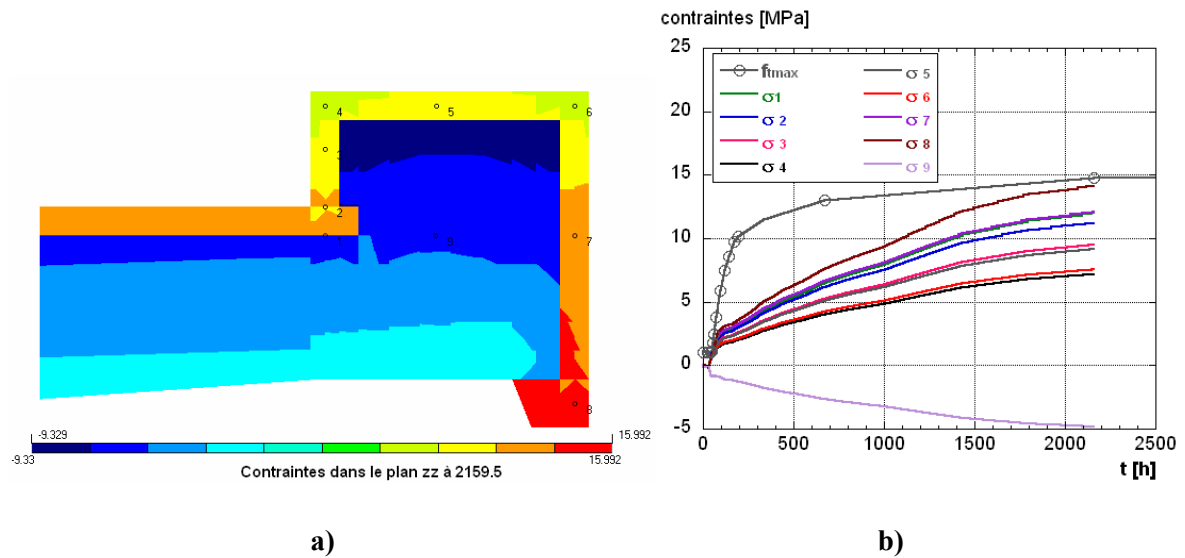 4
5
6
3
2
1
9
7
8
-9.329
15.992
-9.33
15.992
Contraintes dans le plan zz à 2159.5
a)
contraintes [MPa]
25
20
15
10
5
0
-5
ftmax
σ1
σ 2
σ 3
σ 4
σ 5
σ 6
σ 7
σ 8
σ 9
0
500
1000
1500
2000
2500
t [h]
b)